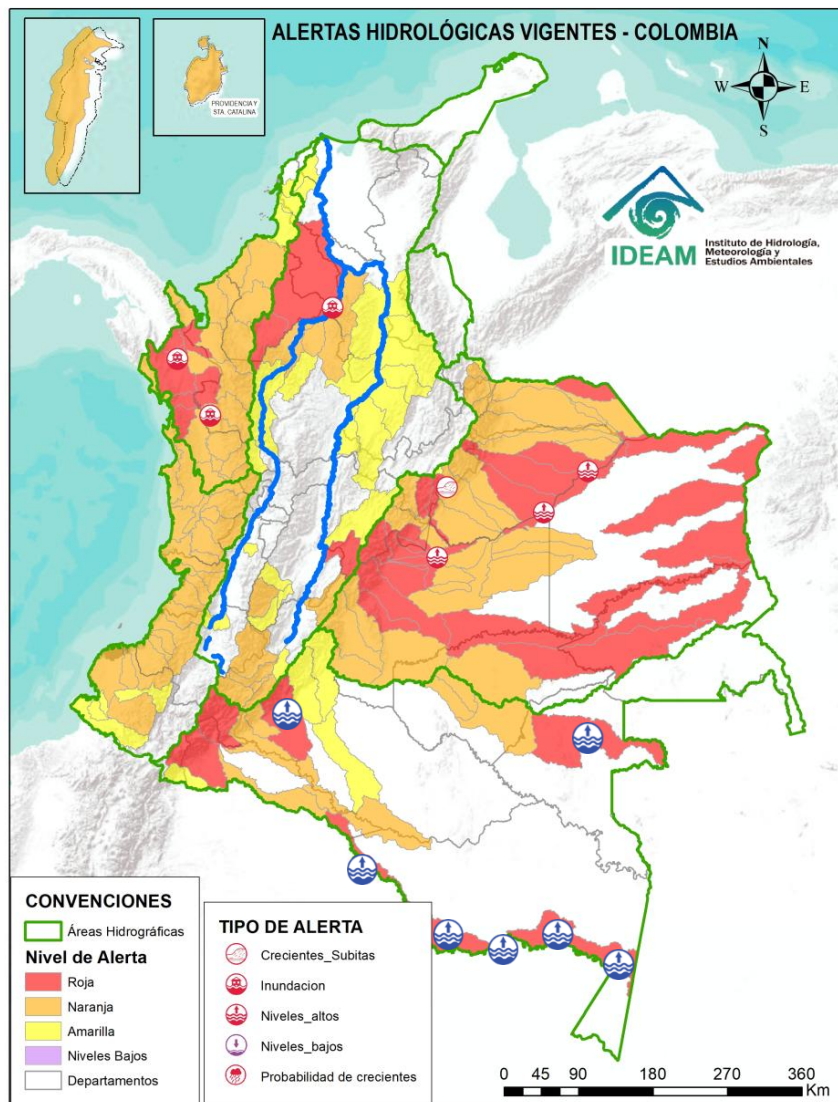 ALERTAS HIDROLÓGICAS VIGENTES - COLOMBIA
PROVIDENCIA Y
STA. CATALINA
N
W
E
S
IDEAM
Instituto de Hidrología,
Meteorología y
Estudios Ambientales
CONVENCIONES
Áreas Hidrográficas
Nivel de Alerta
Roja
Naranja
Amarilla
Niveles Bajos
Departamentos
TIPO DE ALERTA
Crecientes_Subitas
Inundacion
Niveles_altos
Niveles_bajos
Probabilidad de crecientes
0 45 90 180 270 360
Km